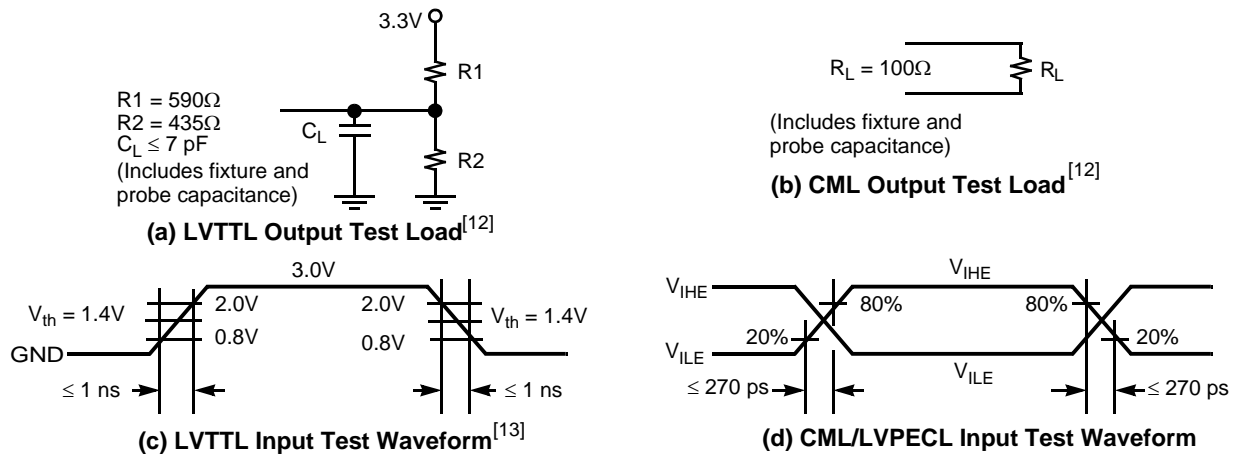 3.3V
R1
R1 = 590Ω
R2 = 435Ω
C_L ≤ 7 pF
(Includes fixture and
probe capacitance)
C_L
R2
(a) LVTTL Output Test Load[12]
R_L = 100Ω
R_L
(Includes fixture and
probe capacitance)
(b) CML Output Test Load[12]
3.0V
2.0V
2.0V
V_th = 1.4V
V_th = 1.4V
0.8V
0.8V
GND
≤ 1 ns
≤ 1 ns
(c) LVTTL Input Test Waveform[13]
V_IHE
V_IHE
80%
80%
20%
20%
V_ILE
V_ILE
≤ 270 ps
≤ 270 ps
(d) CML/LVPECL Input Test Waveform